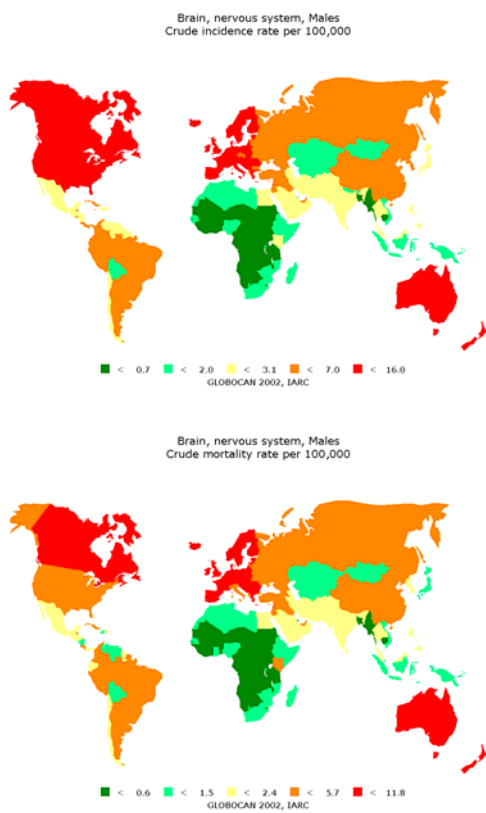 Brain, nervous system, Males
Crude incidence rate per 100,000
< 0.7 < 2.0 < 3.1 < 7.0 < 16.0
GLOBOCAN 2002, IARC
Brain, nervous system, Males
Crude mortality rate per 100,000
< 0.6 < 1.5 < 2.4 < 5.7 < 11.8
GLOBOCAN 2002, IARC